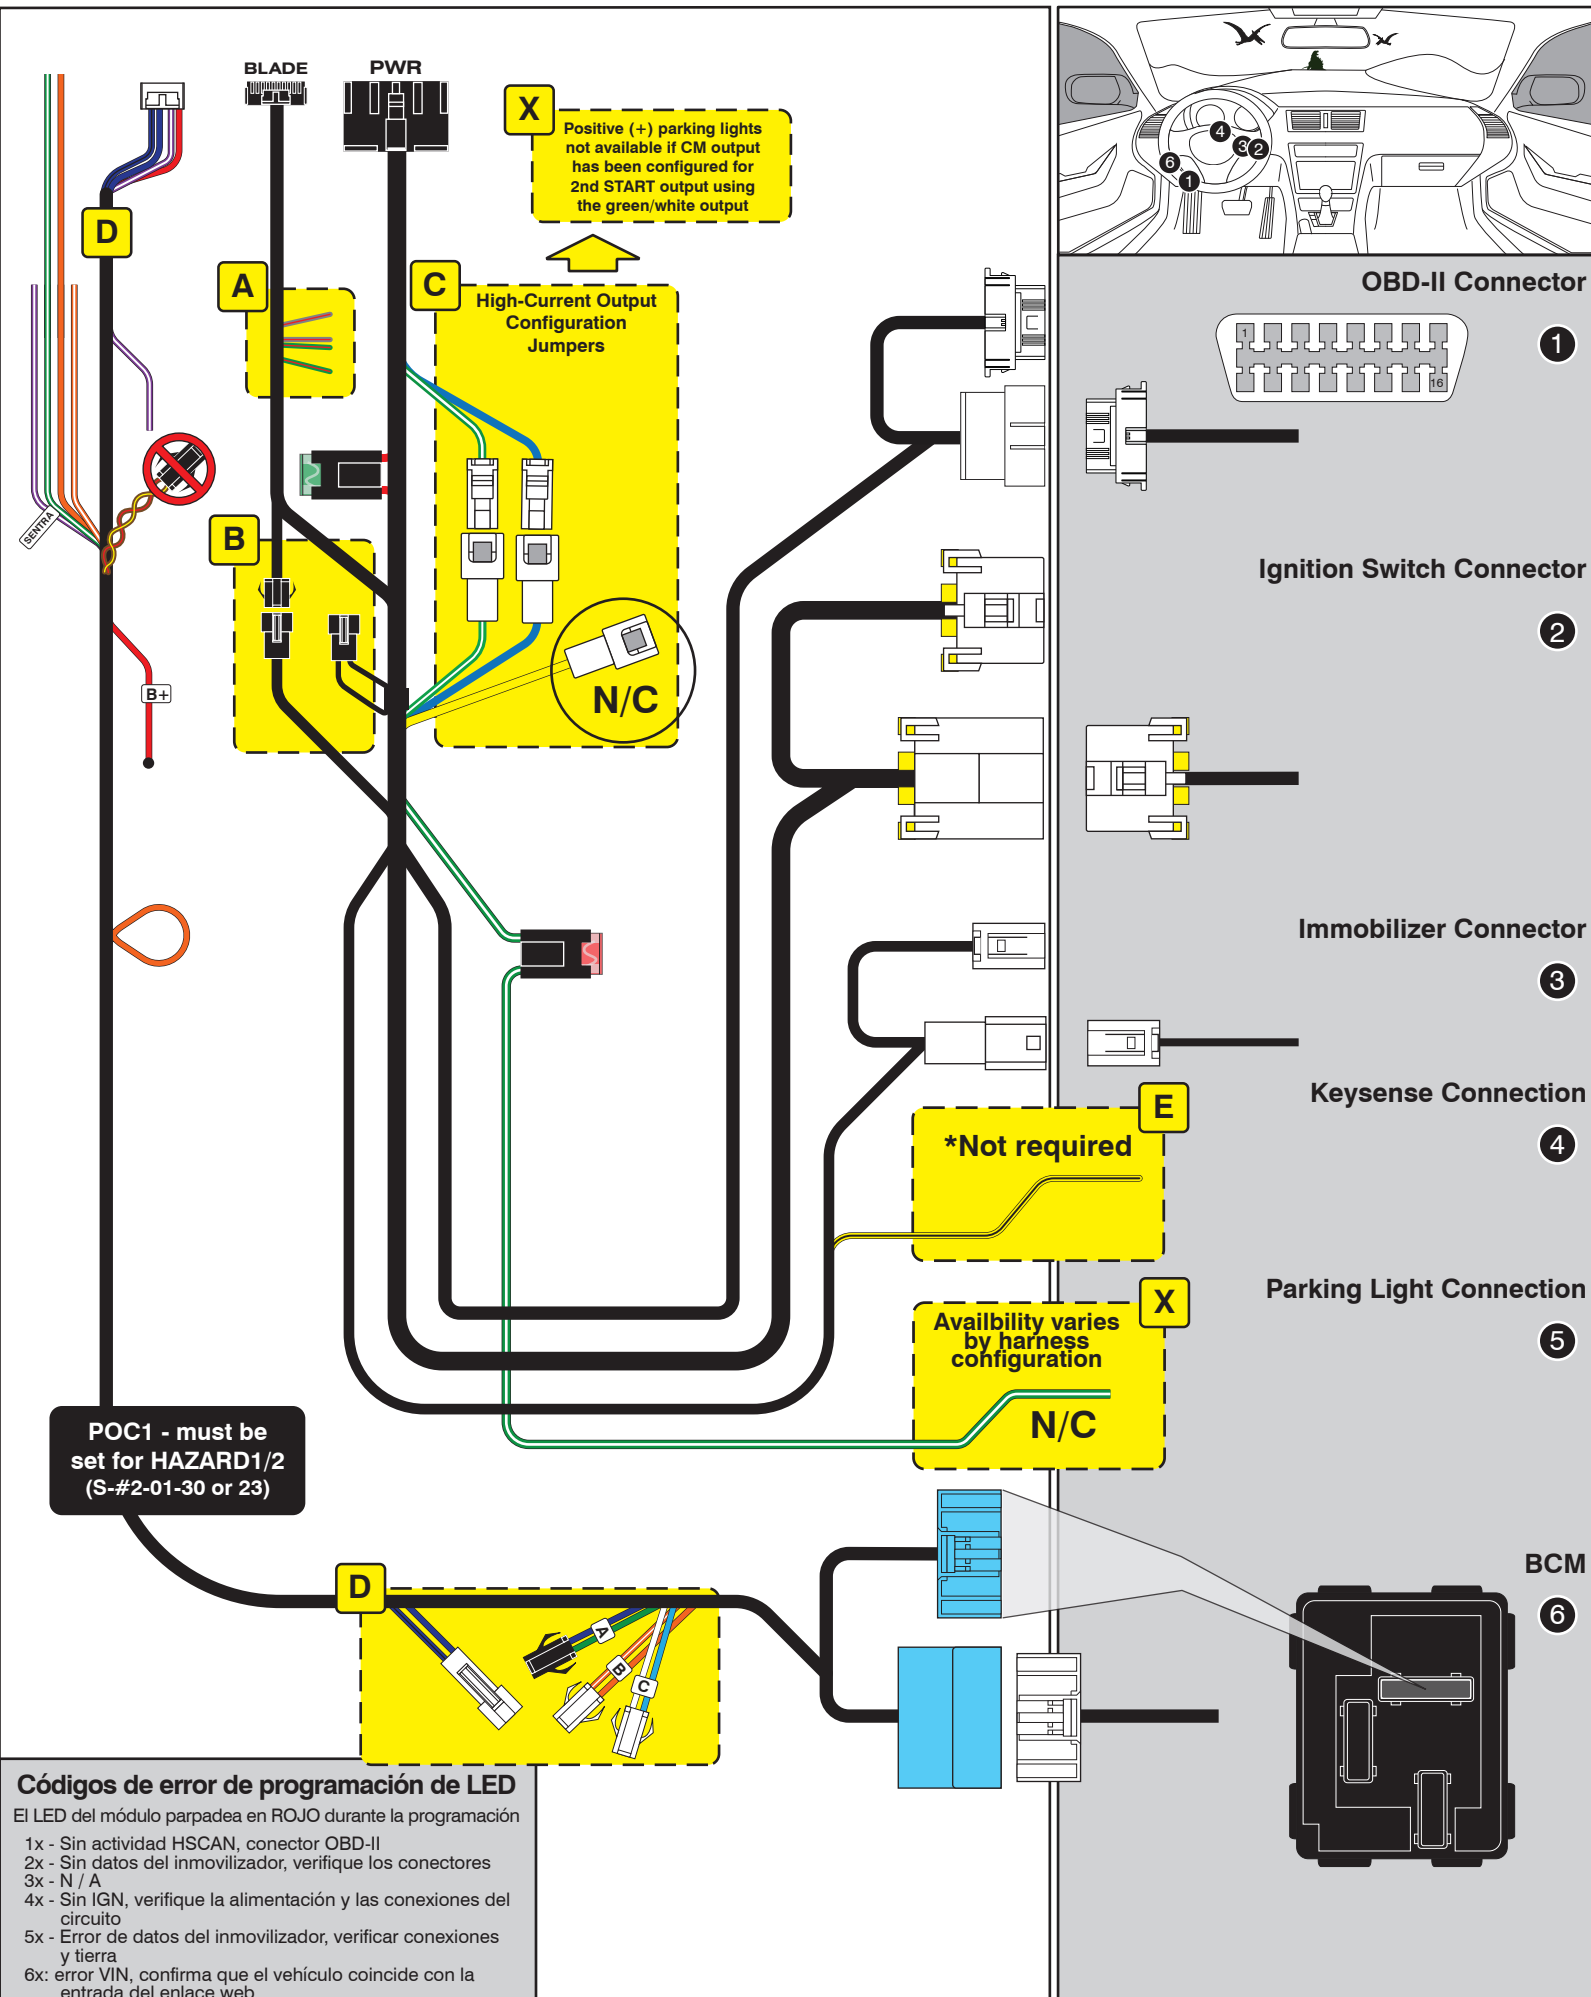 BLADE
PWR
X
Positive (+) parking lights
not available if CM output
has been configured for
2nd START output using
the green/white output
4
3
2
6
1
D
A
C
High-Current Output
Configuration
Jumpers
OBD-II Connector
1
1
16
SENTRA
B
Ignition Switch Connector
2
B+
N/C
Immobilizer Connector
3
Keysense Connection
E
*Not required
4
Parking Light Connection
X
Availbility varies
by harness
configuration
5
N/C
POC1 - must be
set for HAZARD1/2
(S-#2-01-30 or 23)
BCM
6
D
A
B
C
Códigos de error de programación de LED
El LED del módulo parpadea en ROJO durante la programación
1x - Sin actividad HSCAN, conector OBD-II
2x - Sin datos del inmovilizador, verifique los conectores
3x - N / A
4x - Sin IGN, verifique la alimentación y las conexiones del
circuito
5x - Error de datos del inmovilizador, verificar conexiones
y tierra
6x: error VIN, confirma que el vehículo coincide con la
entrada del enlace web